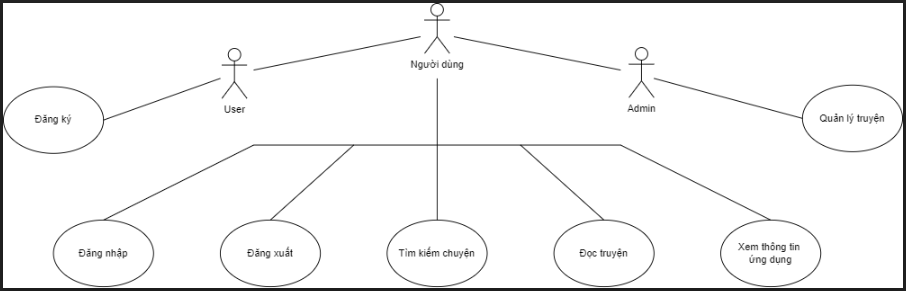 Người dùng
User
Admin
Đăng ký
Quản lý truyện
Đăng nhập
Đăng xuất
Tìm kiếm chuyện
Đọc truyện
Xem thông tin
ứng dụng